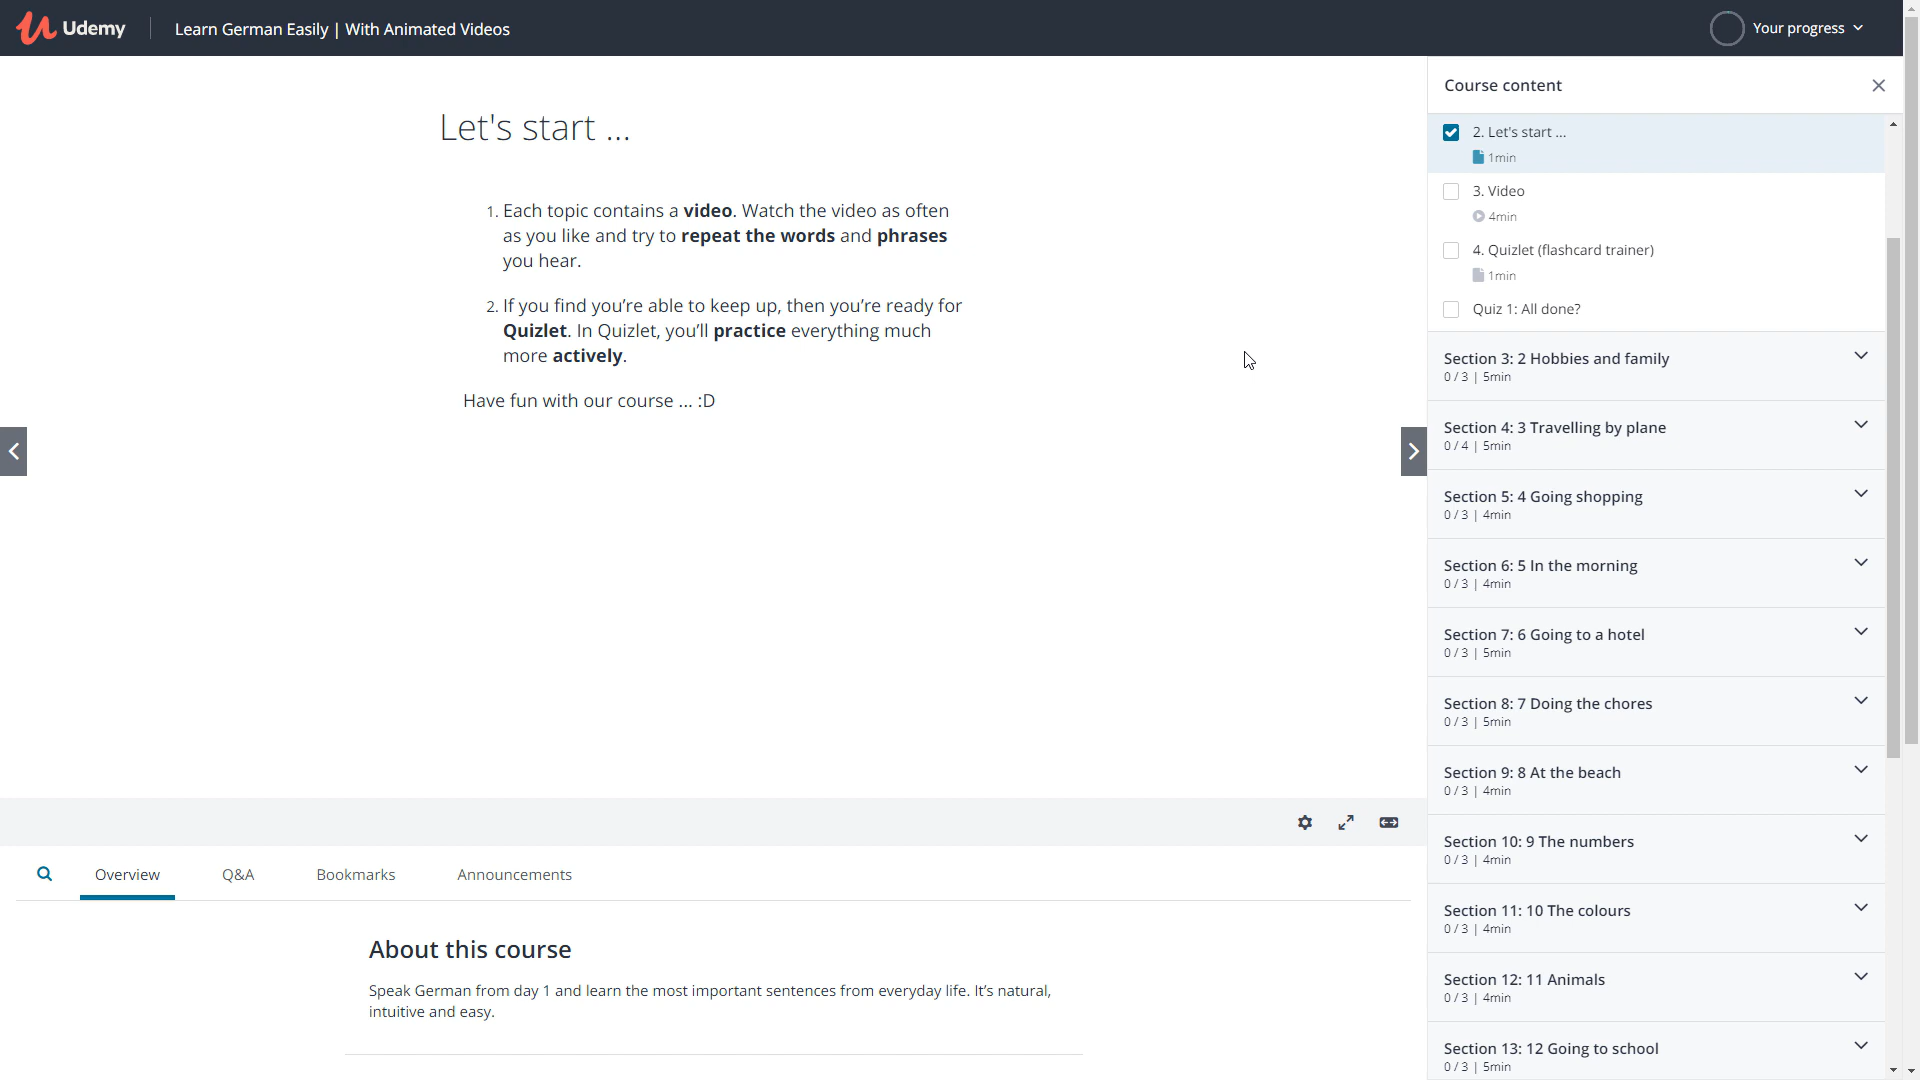 Udemy
Learn German Easily | With Animated Videos
Your progress
Let's start ...
1. Each topic contains a video. Watch the video as often
as you like and try to repeat the words and phrases
you hear.
2. If you find you're able to keep up, then you're ready for
Quizlet. In Quizlet, you'll practice everything much
more actively.
Have fun with our course ... :D
Overview
Q&A
Bookmarks
Announcements
About this course
Speak German from day 1 and learn the most important sentences from everyday life. It's natural,
intuitive and easy.
Course content
2. Let's start ...
1min
3. Video
4min
4. Quizlet (flashcard trainer)
1min
Quiz 1: All done?
Section 3: 2 Hobbies and family
0 / 3 | 5min
Section 4: 3 Travelling by plane
0 / 4 | 5min
Section 5: 4 Going shopping
0 / 3 | 4min
Section 6: 5 In the morning
0 / 3 | 4min
Section 7: 6 Going to a hotel
0 / 3 | 5min
Section 8: 7 Doing the chores
0 / 3 | 5min
Section 9: 8 At the beach
0 / 3 | 4min
Section 10: 9 The numbers
0 / 3 | 4min
Section 11: 10 The colours
0 / 3 | 4min
Section 12: 11 Animals
0 / 3 | 4min
Section 13: 12 Going to school
0 / 3 | 5min